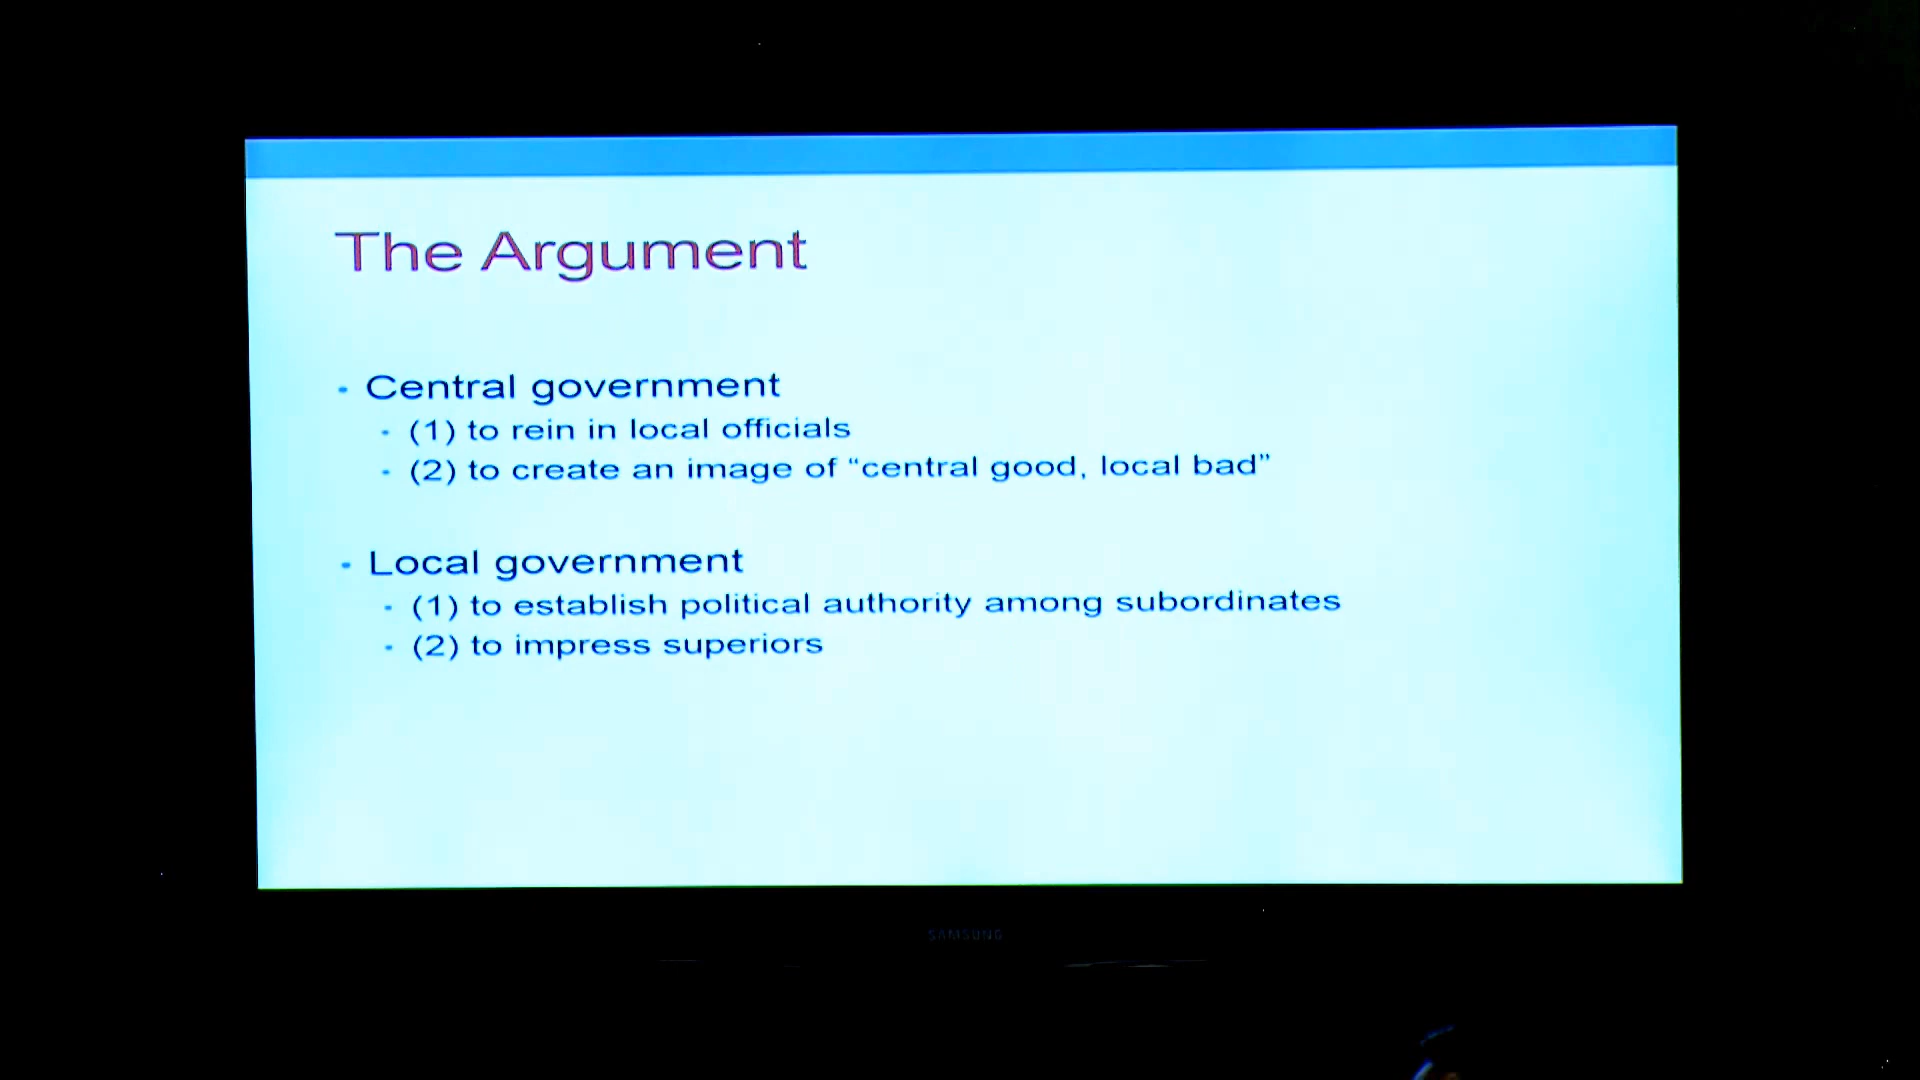 The Argument
• Central government
• (1) to rein in local officials
• (2) to create an image of “central good, local bad”
• Local government
• (1) to establish political authority among subordinates
• (2) to impress superiors
SAMSUNG